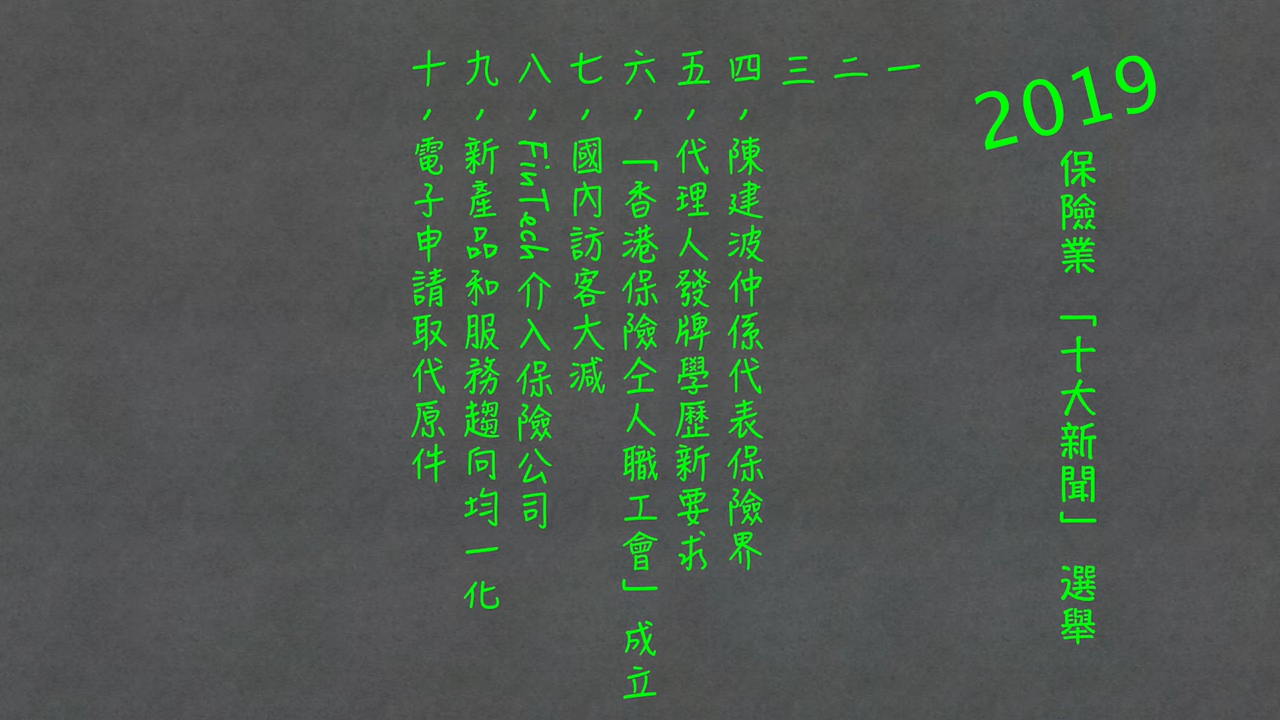 2019
保險業「十大新聞」選舉
一
二
三
四，陳建波仲係代表保險界
五，代理人發牌學歷新要求
六，「香港保險仝人職工會」成立
七，國內訪客大減
八，FinTech介入保險公司
九，新產品和服務趨向均一化
十，電子申請取代原件